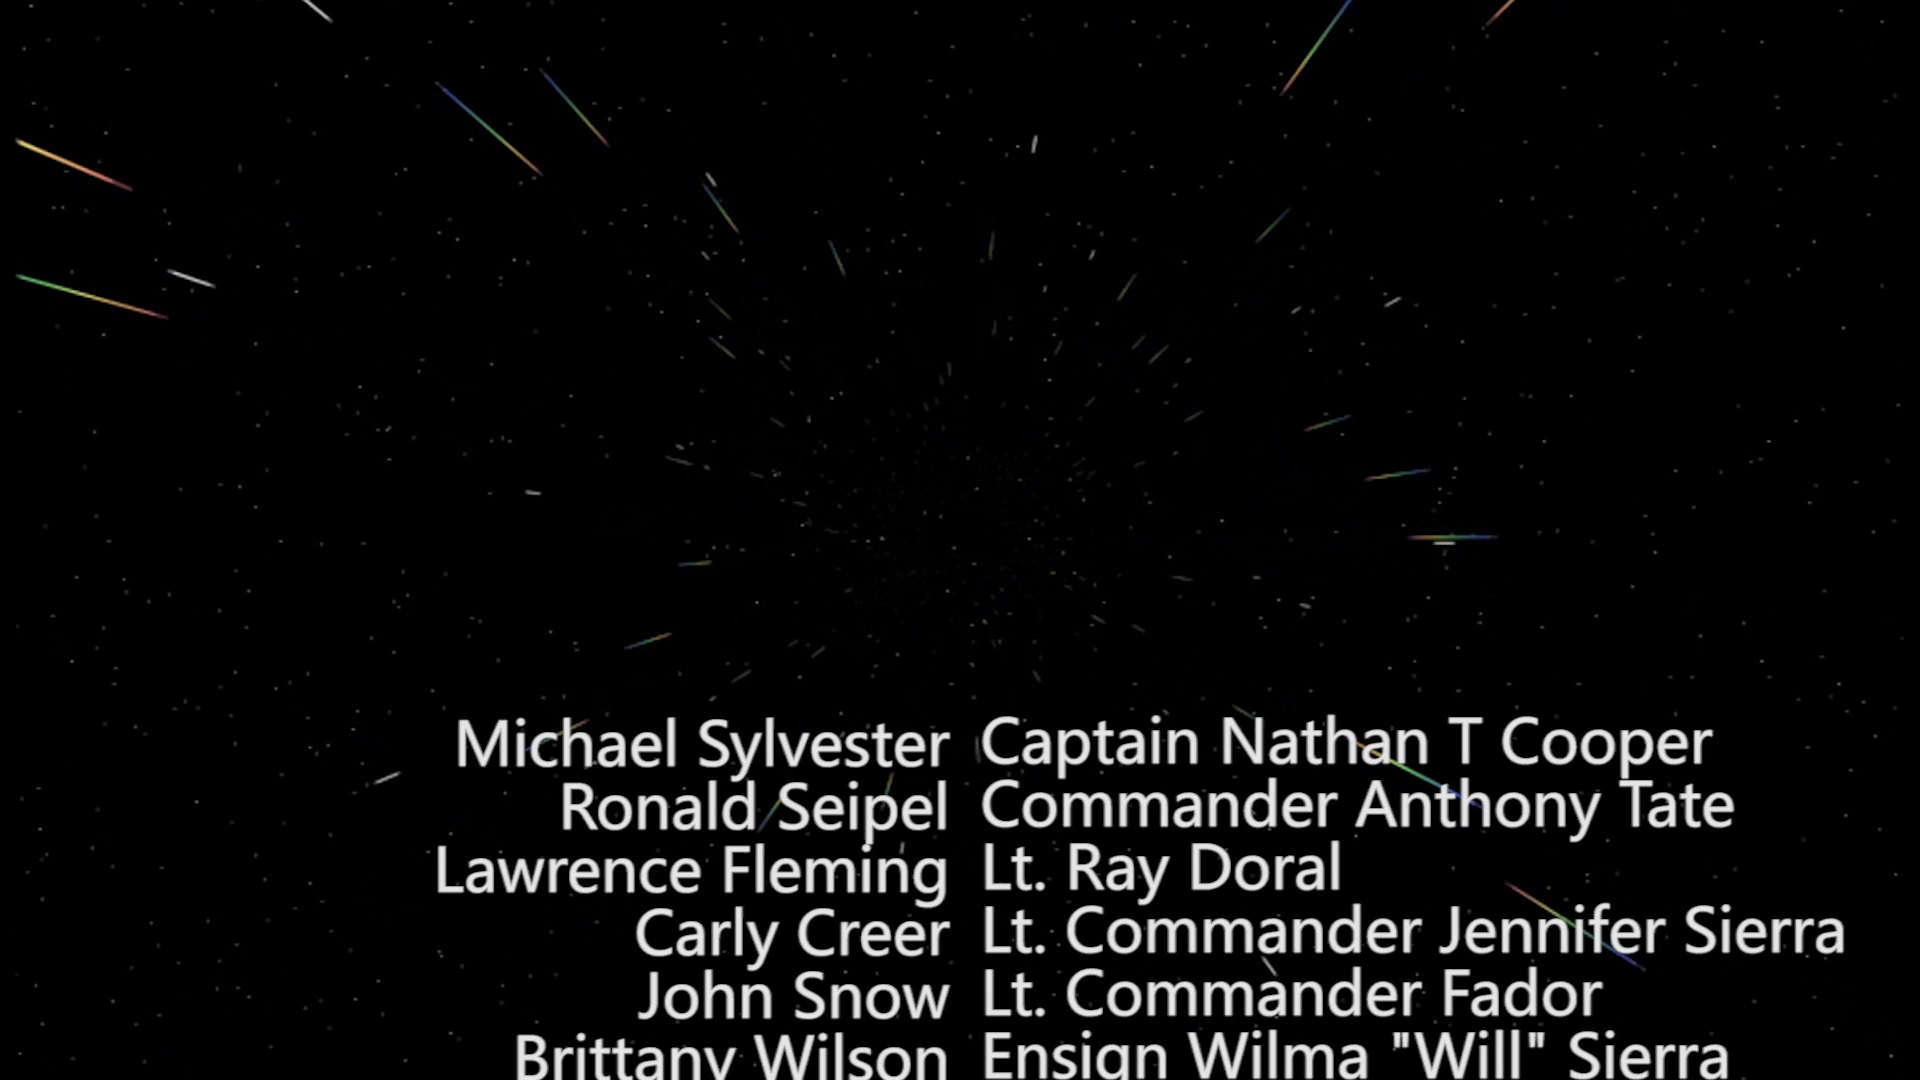 Michael Sylvester Captain Nathan T Cooper
Ronald Seipel Commander Anthony Tate
Lawrence Fleming Lt. Ray Doral
Carly Creer Lt. Commander Jennifer Sierra
John Snow Lt. Commander Fador
Brittany Wilson Ensign Wilma "Will" Sierra